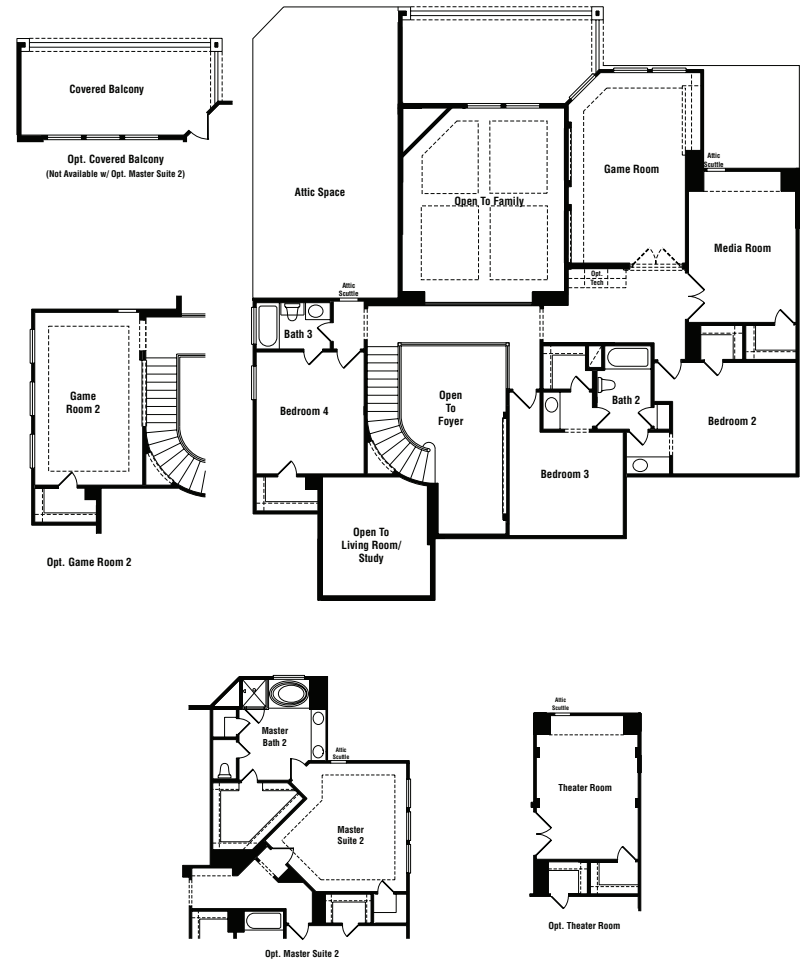 Covered Balcony
Opt. Covered Balcony
(Not Available w/ Opt. Master Suite 2)
Attic Space
Open To Family
Game Room
Attic
Scuttle
Media Room
Opt.
Tech
Attic
Scuttle
Bath 3
Bedroom 4
Open
To
Foyer
Bath 2
Bedroom 2
Bedroom 3
Open To
Living Room/
Study
Game
Room 2
Opt. Game Room 2
Master
Bath 2
Attic
Scuttle
Master
Suite 2
Opt. Master Suite 2
Attic
Scuttle
Theater Room
Opt. Theater Room